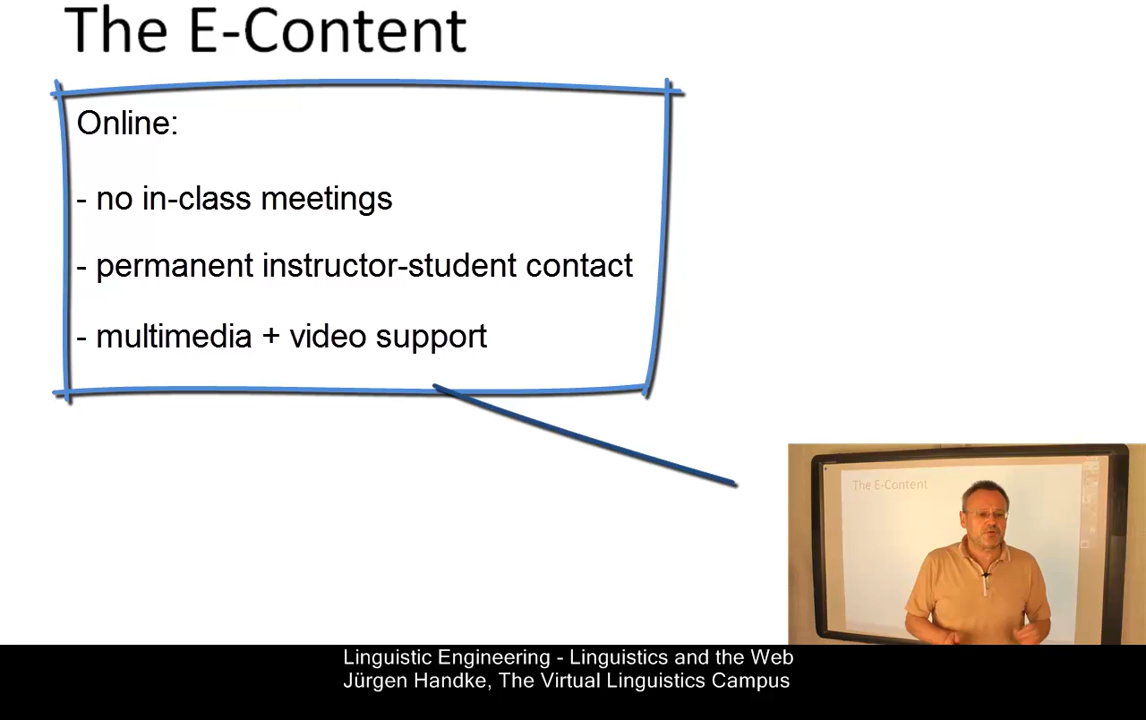 The E-Content
Online:
- no in-class meetings
- permanent instructor-student contact
- multimedia + video support
The E-Content
Linguistic Engineering - Linguistics and the Web
Jürgen Handke, The Virtual Linguistics Campus